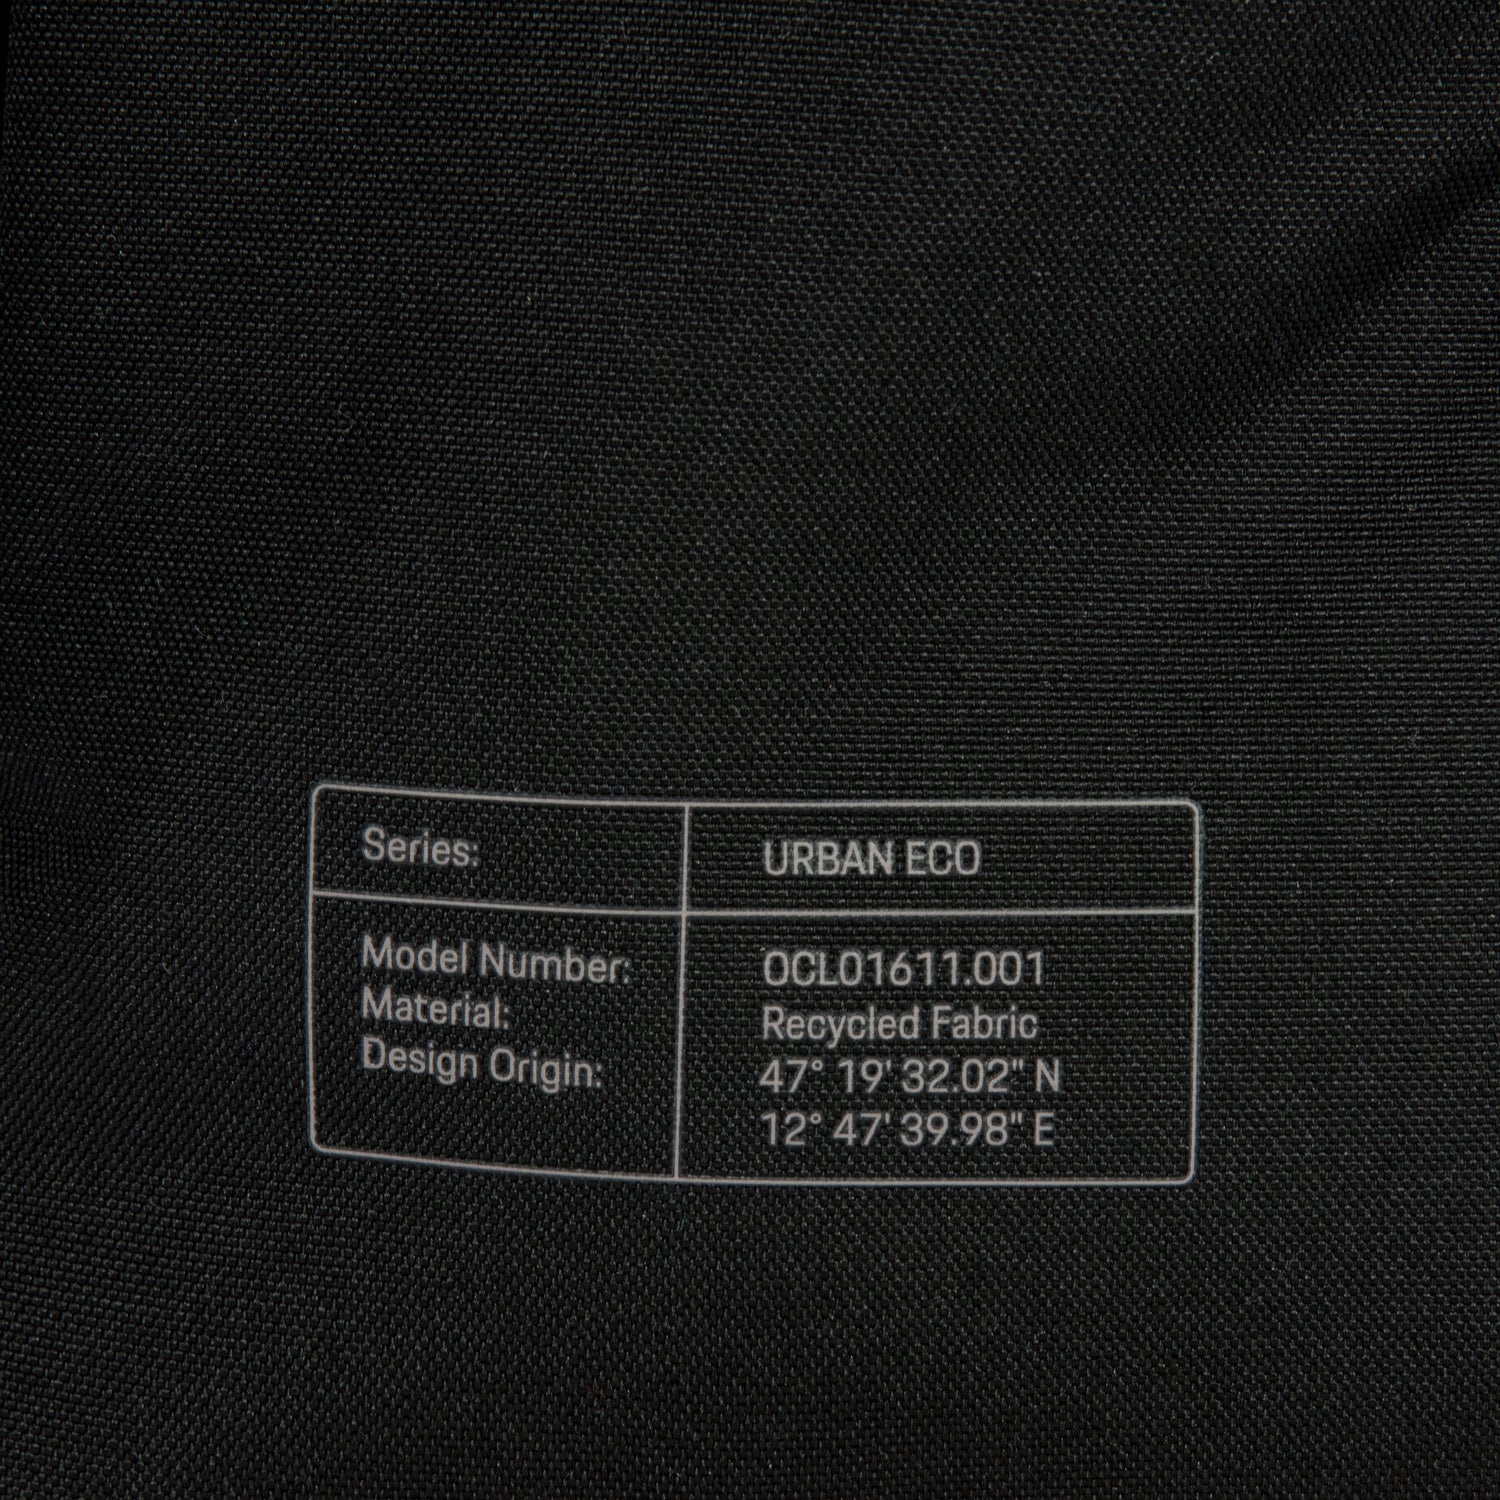 Series: URBAN ECO
Model Number: OCL01611.001
Material: Recycled Fabric
Design Origin: 47° 19' 32.02" N
12° 47' 39.98" E